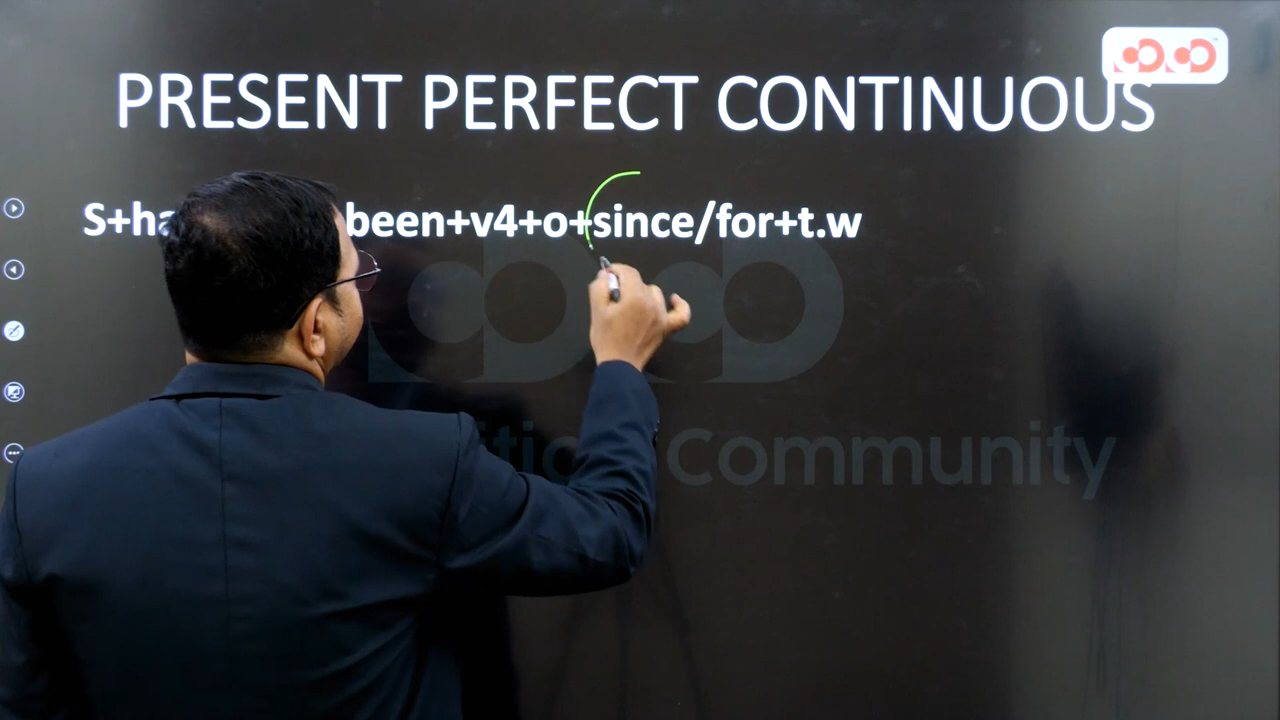 PRESENT PERFECT CONTINUOUS
S+ha been+v4+o+since/for+t.w
Community